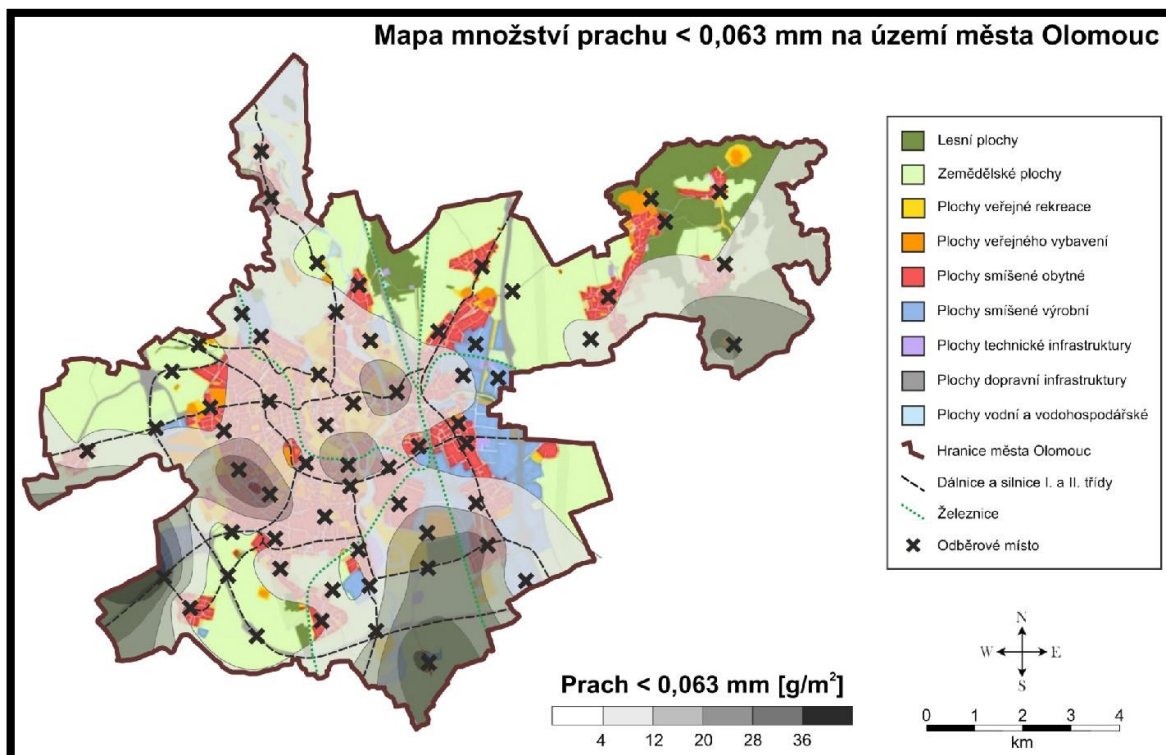 Mapa množství prachu < 0,063 mm na území města Olomouc
Lesní plochy
Zemědělské plochy
Plochy veřejné rekreace
Plochy veřejného vybavení
Plochy smíšené obytné
Plochy smíšené výrobní
Plochy technické infrastruktury
Plochy dopravní infrastruktury
Plochy vodní a vodohospodářské
Hranice města Olomouc
Dálnice a silnice I. a II. třídy
Železnice
Odběrové místo
N
W E
S
Prach < 0,063 mm [g/m²]
4 12 20 28 36
0 1 2 3 4
km